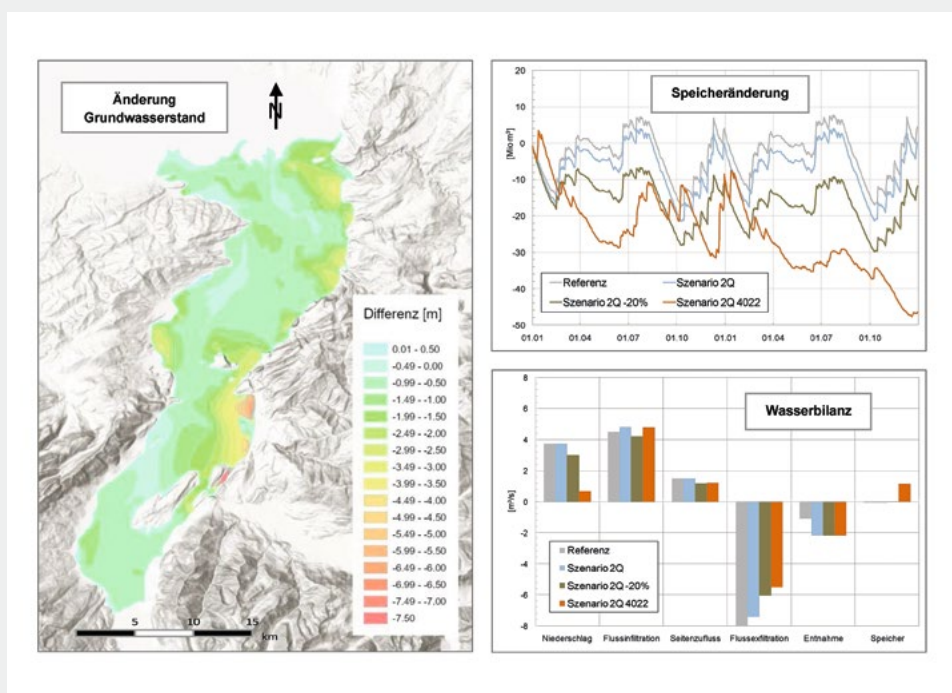 Änderung
Grundwasserstand
N
Differenz [m]
0.01 - 0.50
-0.49 - 0.00
-0.99 - -0.50
-1.49 - -1.00
-1.99 - -1.50
-2.49 - -2.00
-2.99 - -2.50
-3.49 - -3.00
-3.99 - -3.50
-4.49 - -4.00
-4.99 - -4.50
-5.49 - -5.00
-5.99 - -5.50
-6.49 - -6.00
-6.99 - -6.50
-7.49 - -7.00
-7.50
5 10 15
km
Speicheränderung
[Mio m³]
20
10
0
-10
-20
-30
-40
-50
Referenz Szenario 2Q
Szenario 2Q -20% Szenario 2Q 4022
01.01 01.04 01.07 01.10 01.01 01.04 01.07 01.10
Wasserbilanz
[m³/s]
8
6
4
2
0
-2
-4
-6
-8
Referenz
Szenario 2Q
Szenario 2Q -20%
Szenario 2Q 4022
Niederschlag Flussinfiltration Seitenzufluss Flussexfiltration Entnahme Speicher